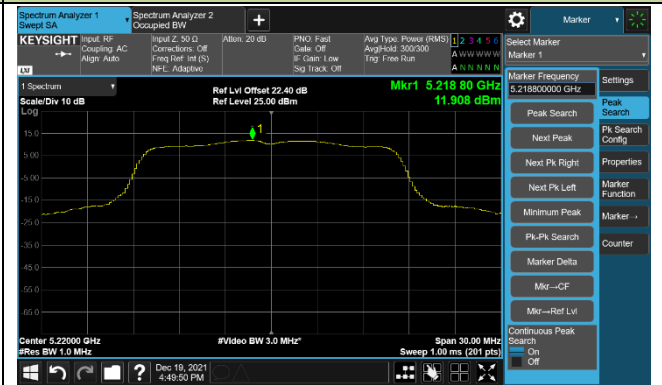 Spectrum Analyzer 1
Swept SA
Spectrum Analyzer 2
Occupied BW
+
Marker
KEYSIGHT
Input: RF
Coupling: AC
Align: Auto
Input Z: 50 Ω
Corrections: Off
Freq Ref: Int (S)
NFE: Adaptive
Atten: 20 dB
PNO: Fast
Gate: Off
IF Gain: Low
Sig Track: Off
Avg Type: Power (RMS)
Avg|Hold: 300/300
Trig: Free Run
1 2 3 4 5 6
A W W W W W
A N N N N N
LXI
Select Marker
Marker 1
1 Spectrum
Scale/Div 10 dB
Log
Ref Lvl Offset 22.40 dB
Ref Level 25.00 dBm
Mkr1 5.218 80 GHz
11.908 dBm
1
15.0
5.00
-5.00
-15.0
-25.0
-35.0
-45.0
-55.0
-65.0
Center 5.22000 GHz
#Res BW 1.0 MHz
#Video BW 3.0 MHz*
Span 30.00 MHz
Sweep 1.00 ms (201 pts)
Marker Frequency
5.218800000 GHz
Peak Search
Next Peak
Next Pk Right
Next Pk Left
Minimum Peak
Pk-Pk Search
Marker Delta
Mkr→CF
Mkr→Ref Lvl
Continuous Peak
Search
On
Off
Settings
Peak
Search
Pk Search
Config
Properties
Marker
Function
Marker→
Counter
?
Dec 19, 2021
4:49:50 PM